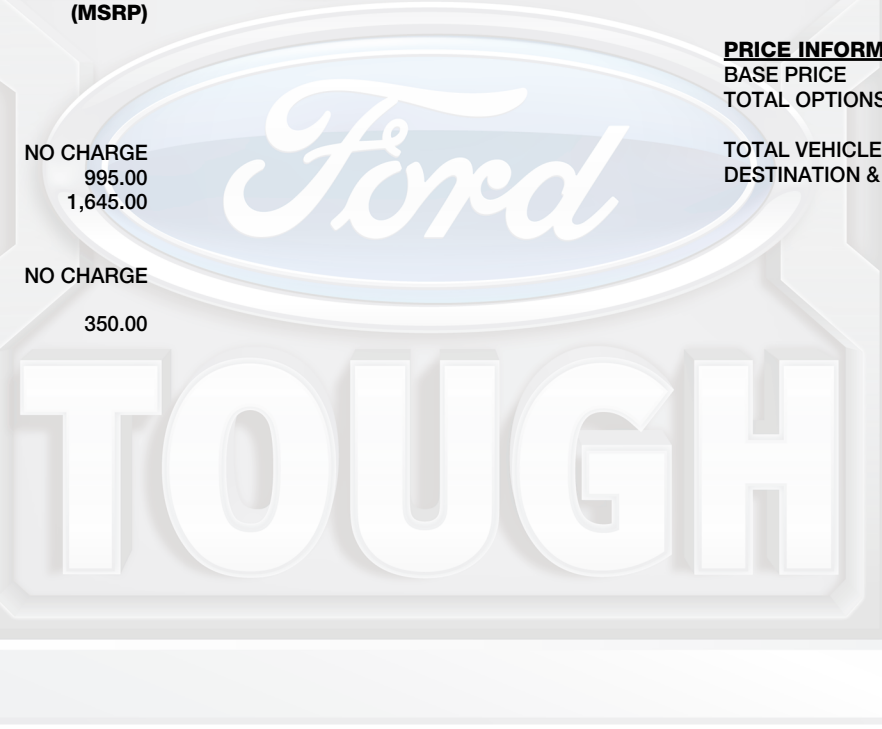 (MSRP)
NO CHARGE
995.00
1,645.00
NO CHARGE
350.00
PRICE INFORM
BASE PRICE
TOTAL OPTIONS
TOTAL VEHICLE
DESTINATION &
Ford
TOUGH